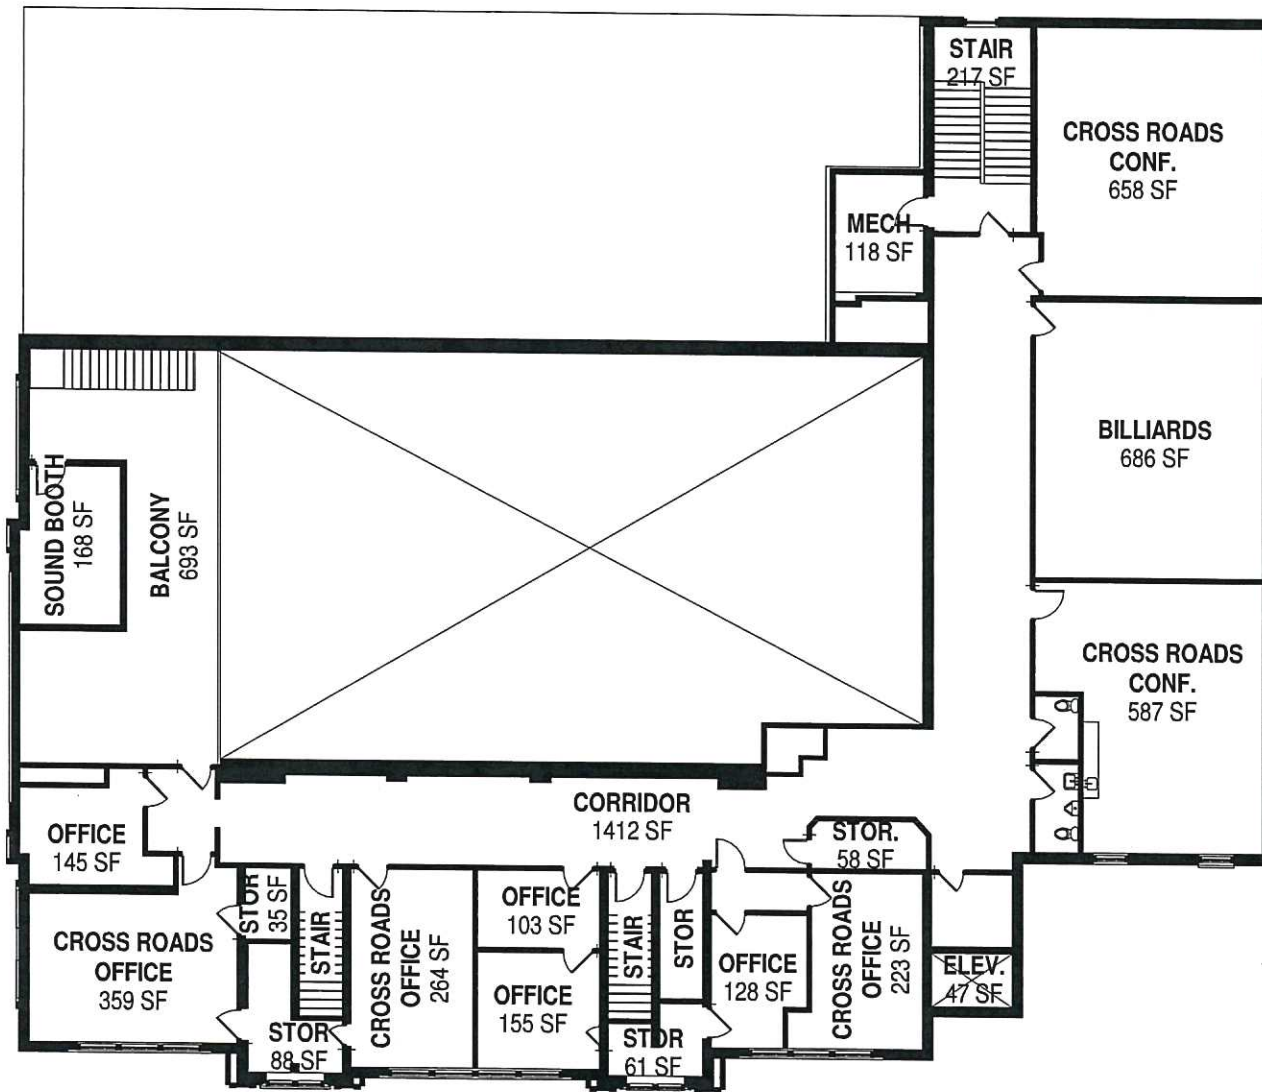 STAIR
217 SF
CROSS ROADS
CONF.
658 SF
MECH
118 SF
BILLIARDS
686 SF
SOUND BOOTH
168 SF
BALCONY
693 SF
CROSS ROADS
CONF.
587 SF
CORRIDOR
1412 SF
OFFICE
145 SF
STOR.
58 SF
STOR
35 SF
STAIR
CROSS ROADS
OFFICE
264 SF
OFFICE
103 SF
STAIR
STOR
CROSS ROADS
OFFICE
223 SF
CROSS ROADS
OFFICE
359 SF
OFFICE
155 SF
OFFICE
128 SF
ELEV.
47 SF
STOR
88 SF
STOR
61 SF